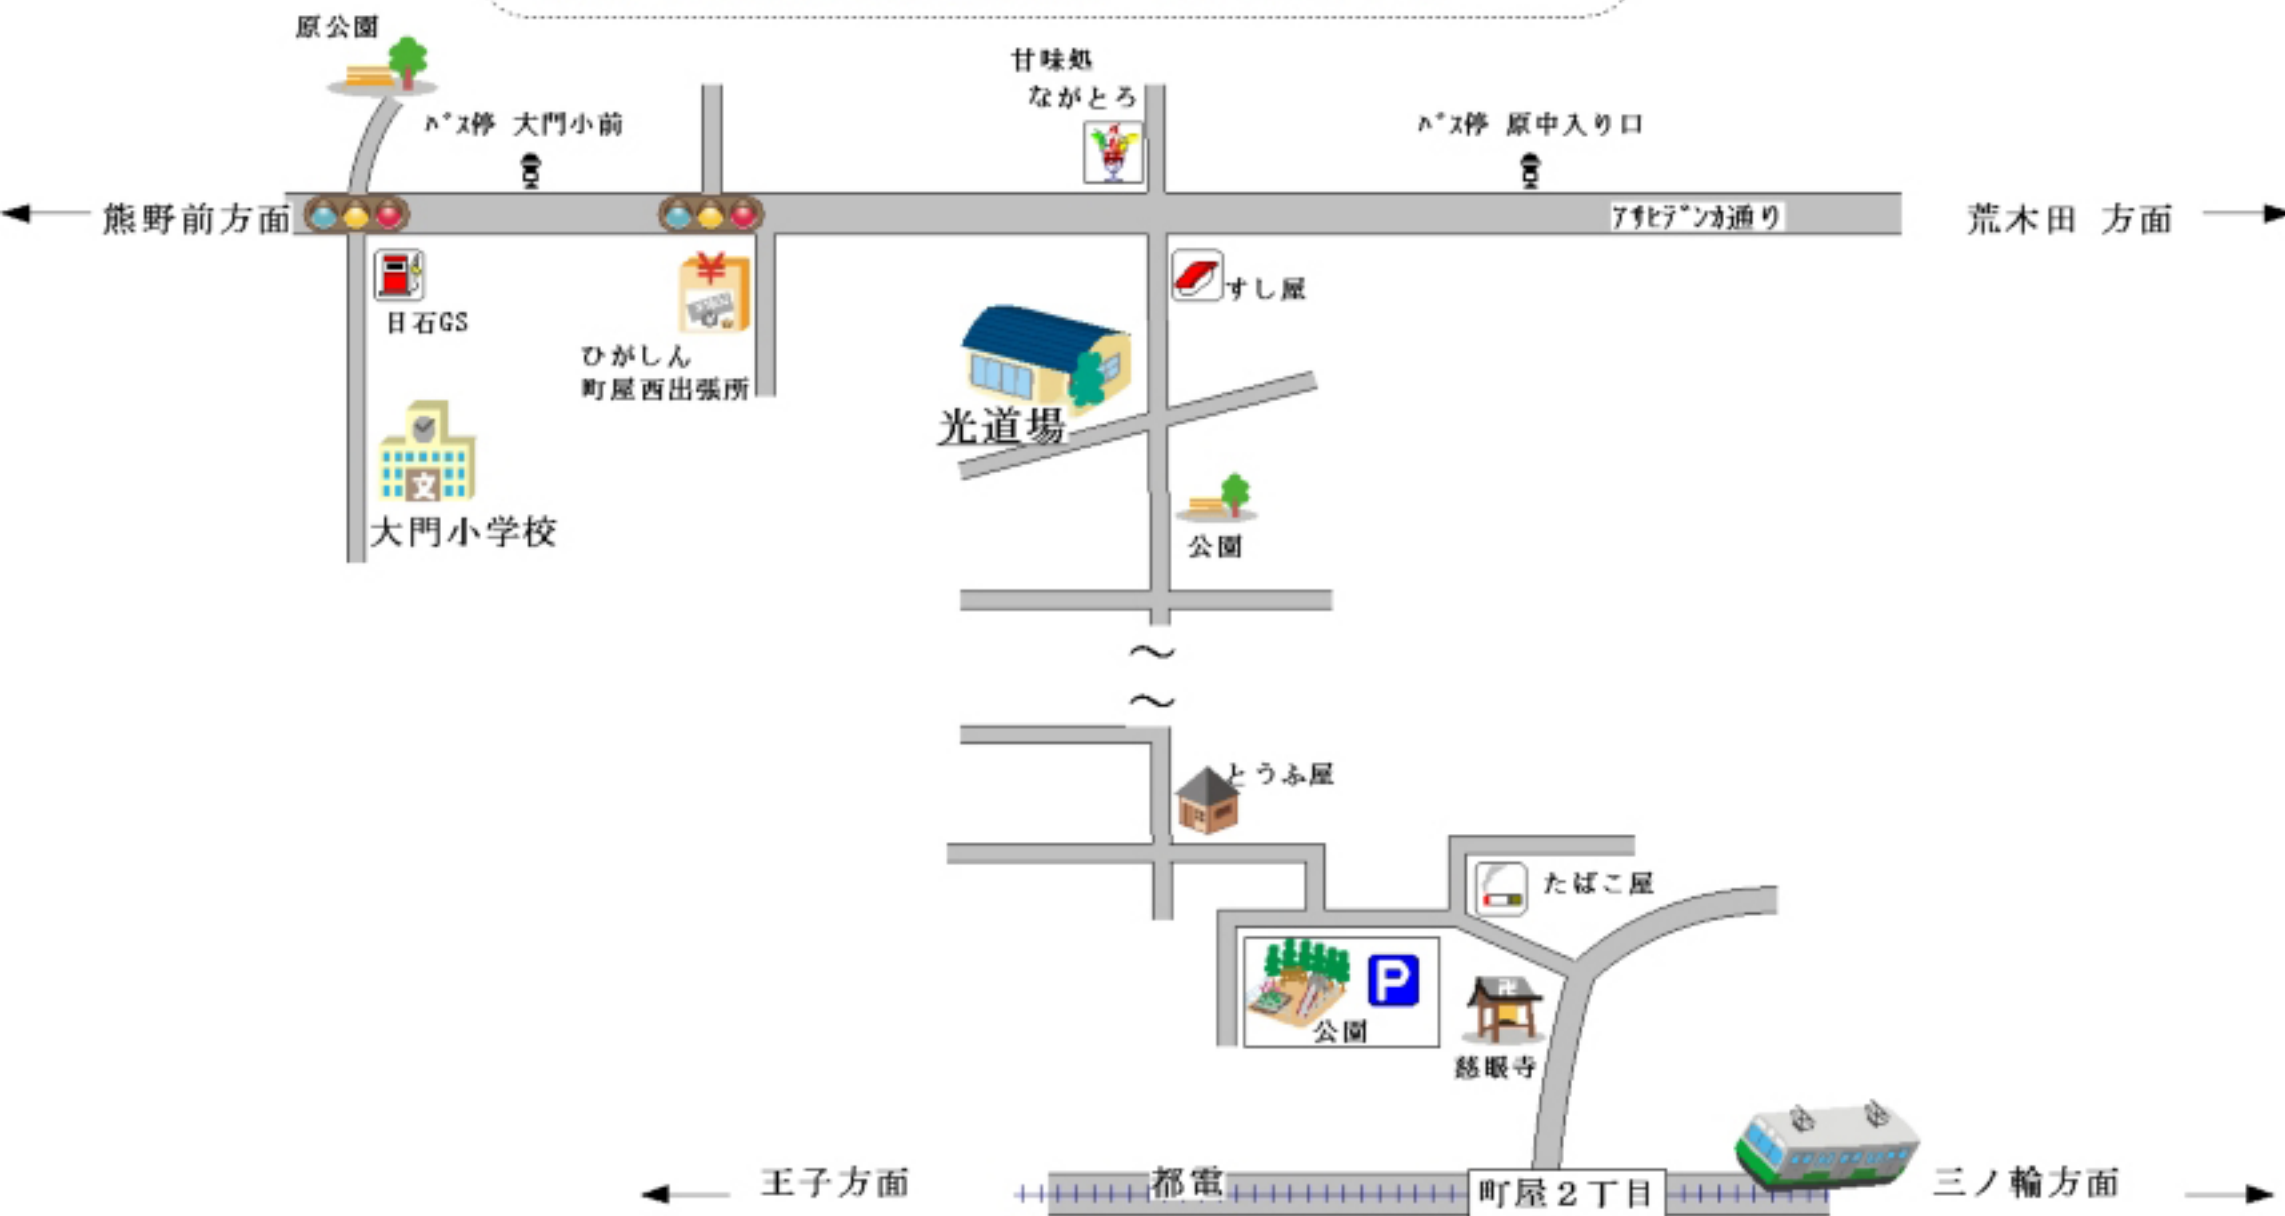 原公園
甘味処
ながとろ
ﾊﾞｽ停 大門小前
ﾊﾞｽ停 原中入り口
熊野前方面
ｱｻﾋﾃﾞﾝｶ通り
荒木田 方面
日石GS
¥
すし屋
ひがしん
町屋西出張所
光道場
文
大門小学校
公園
～
～
とうふ屋
たばこ屋
P
公園
卍
慈眼寺
王子方面
都電
町屋２丁目
三ノ輪方面